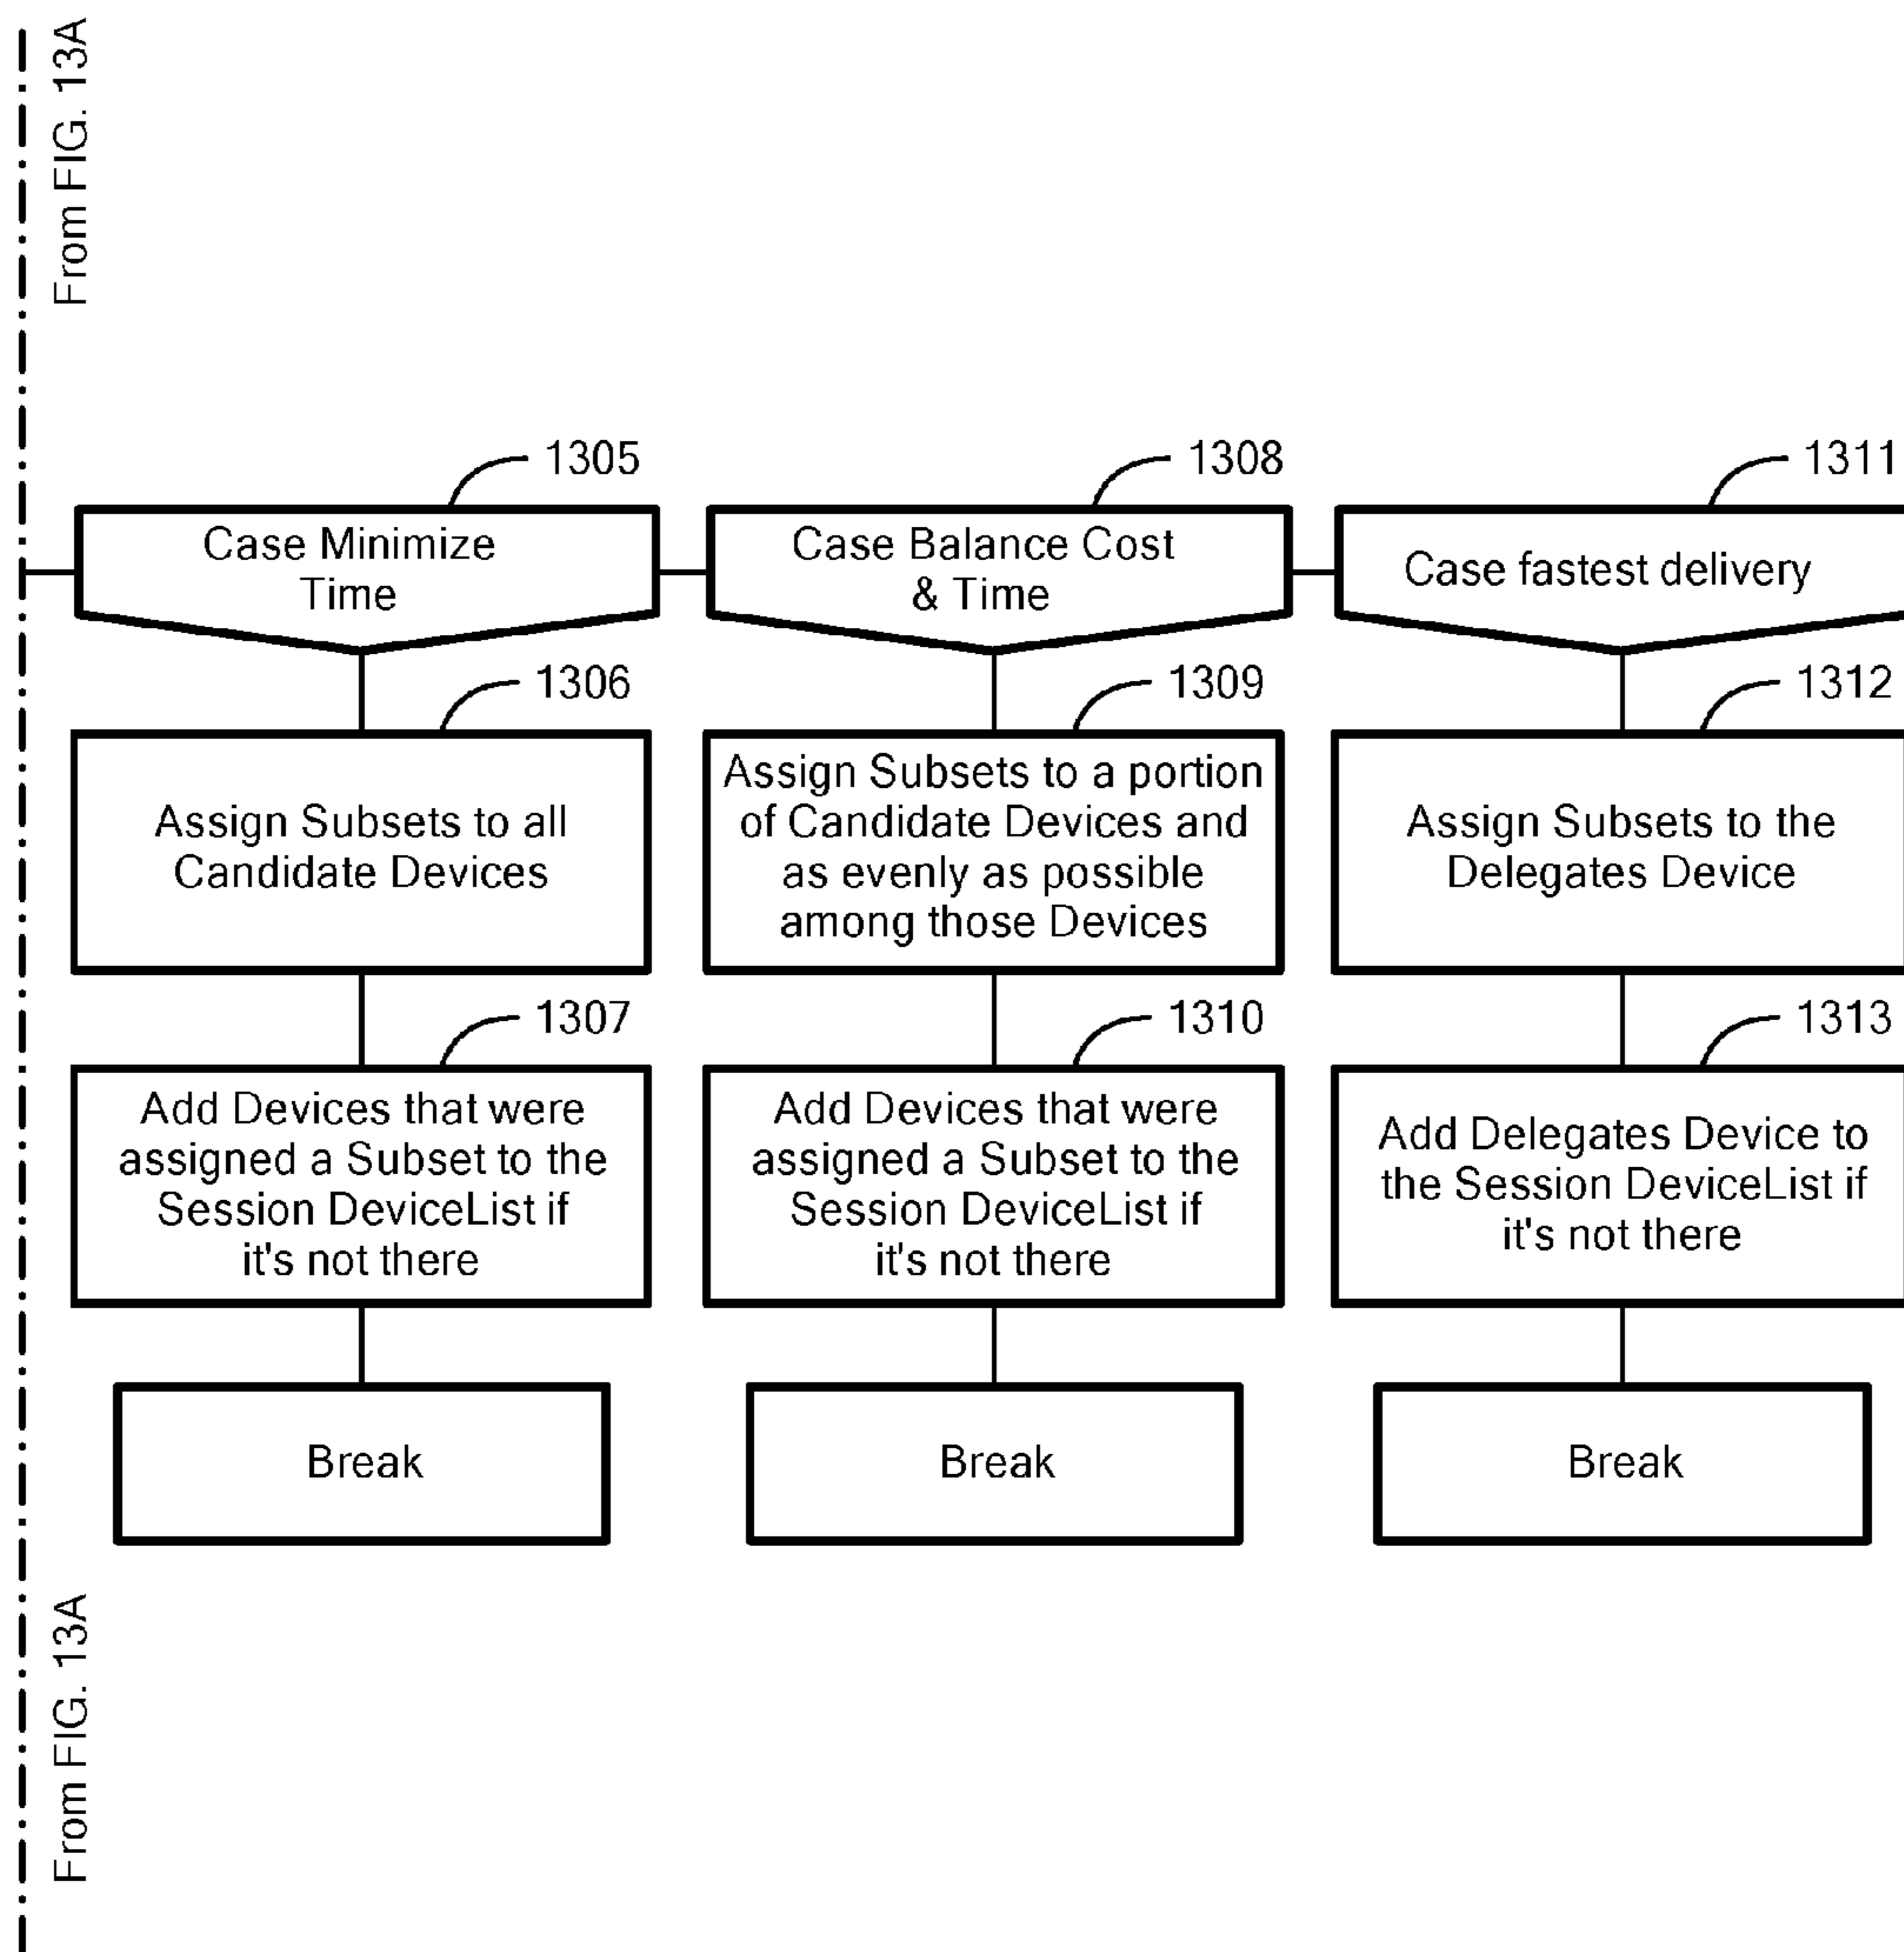 From FIG. 13A
1305
Case Minimize
Time
1306
Assign Subsets to all
Candidate Devices
1307
Add Devices that were
assigned a Subset to the
Session DeviceList if
it's not there
Break
1308
Case Balance Cost
& Time
1309
Assign Subsets to a portion
of Candidate Devices and
as evenly as possible
among those Devices
1310
Add Devices that were
assigned a Subset to the
Session DeviceList if
it's not there
Break
1311
Case fastest delivery
1312
Assign Subsets to the
Delegates Device
1313
Add Delegates Device to
the Session DeviceList if
it's not there
Break
From FIG. 13A